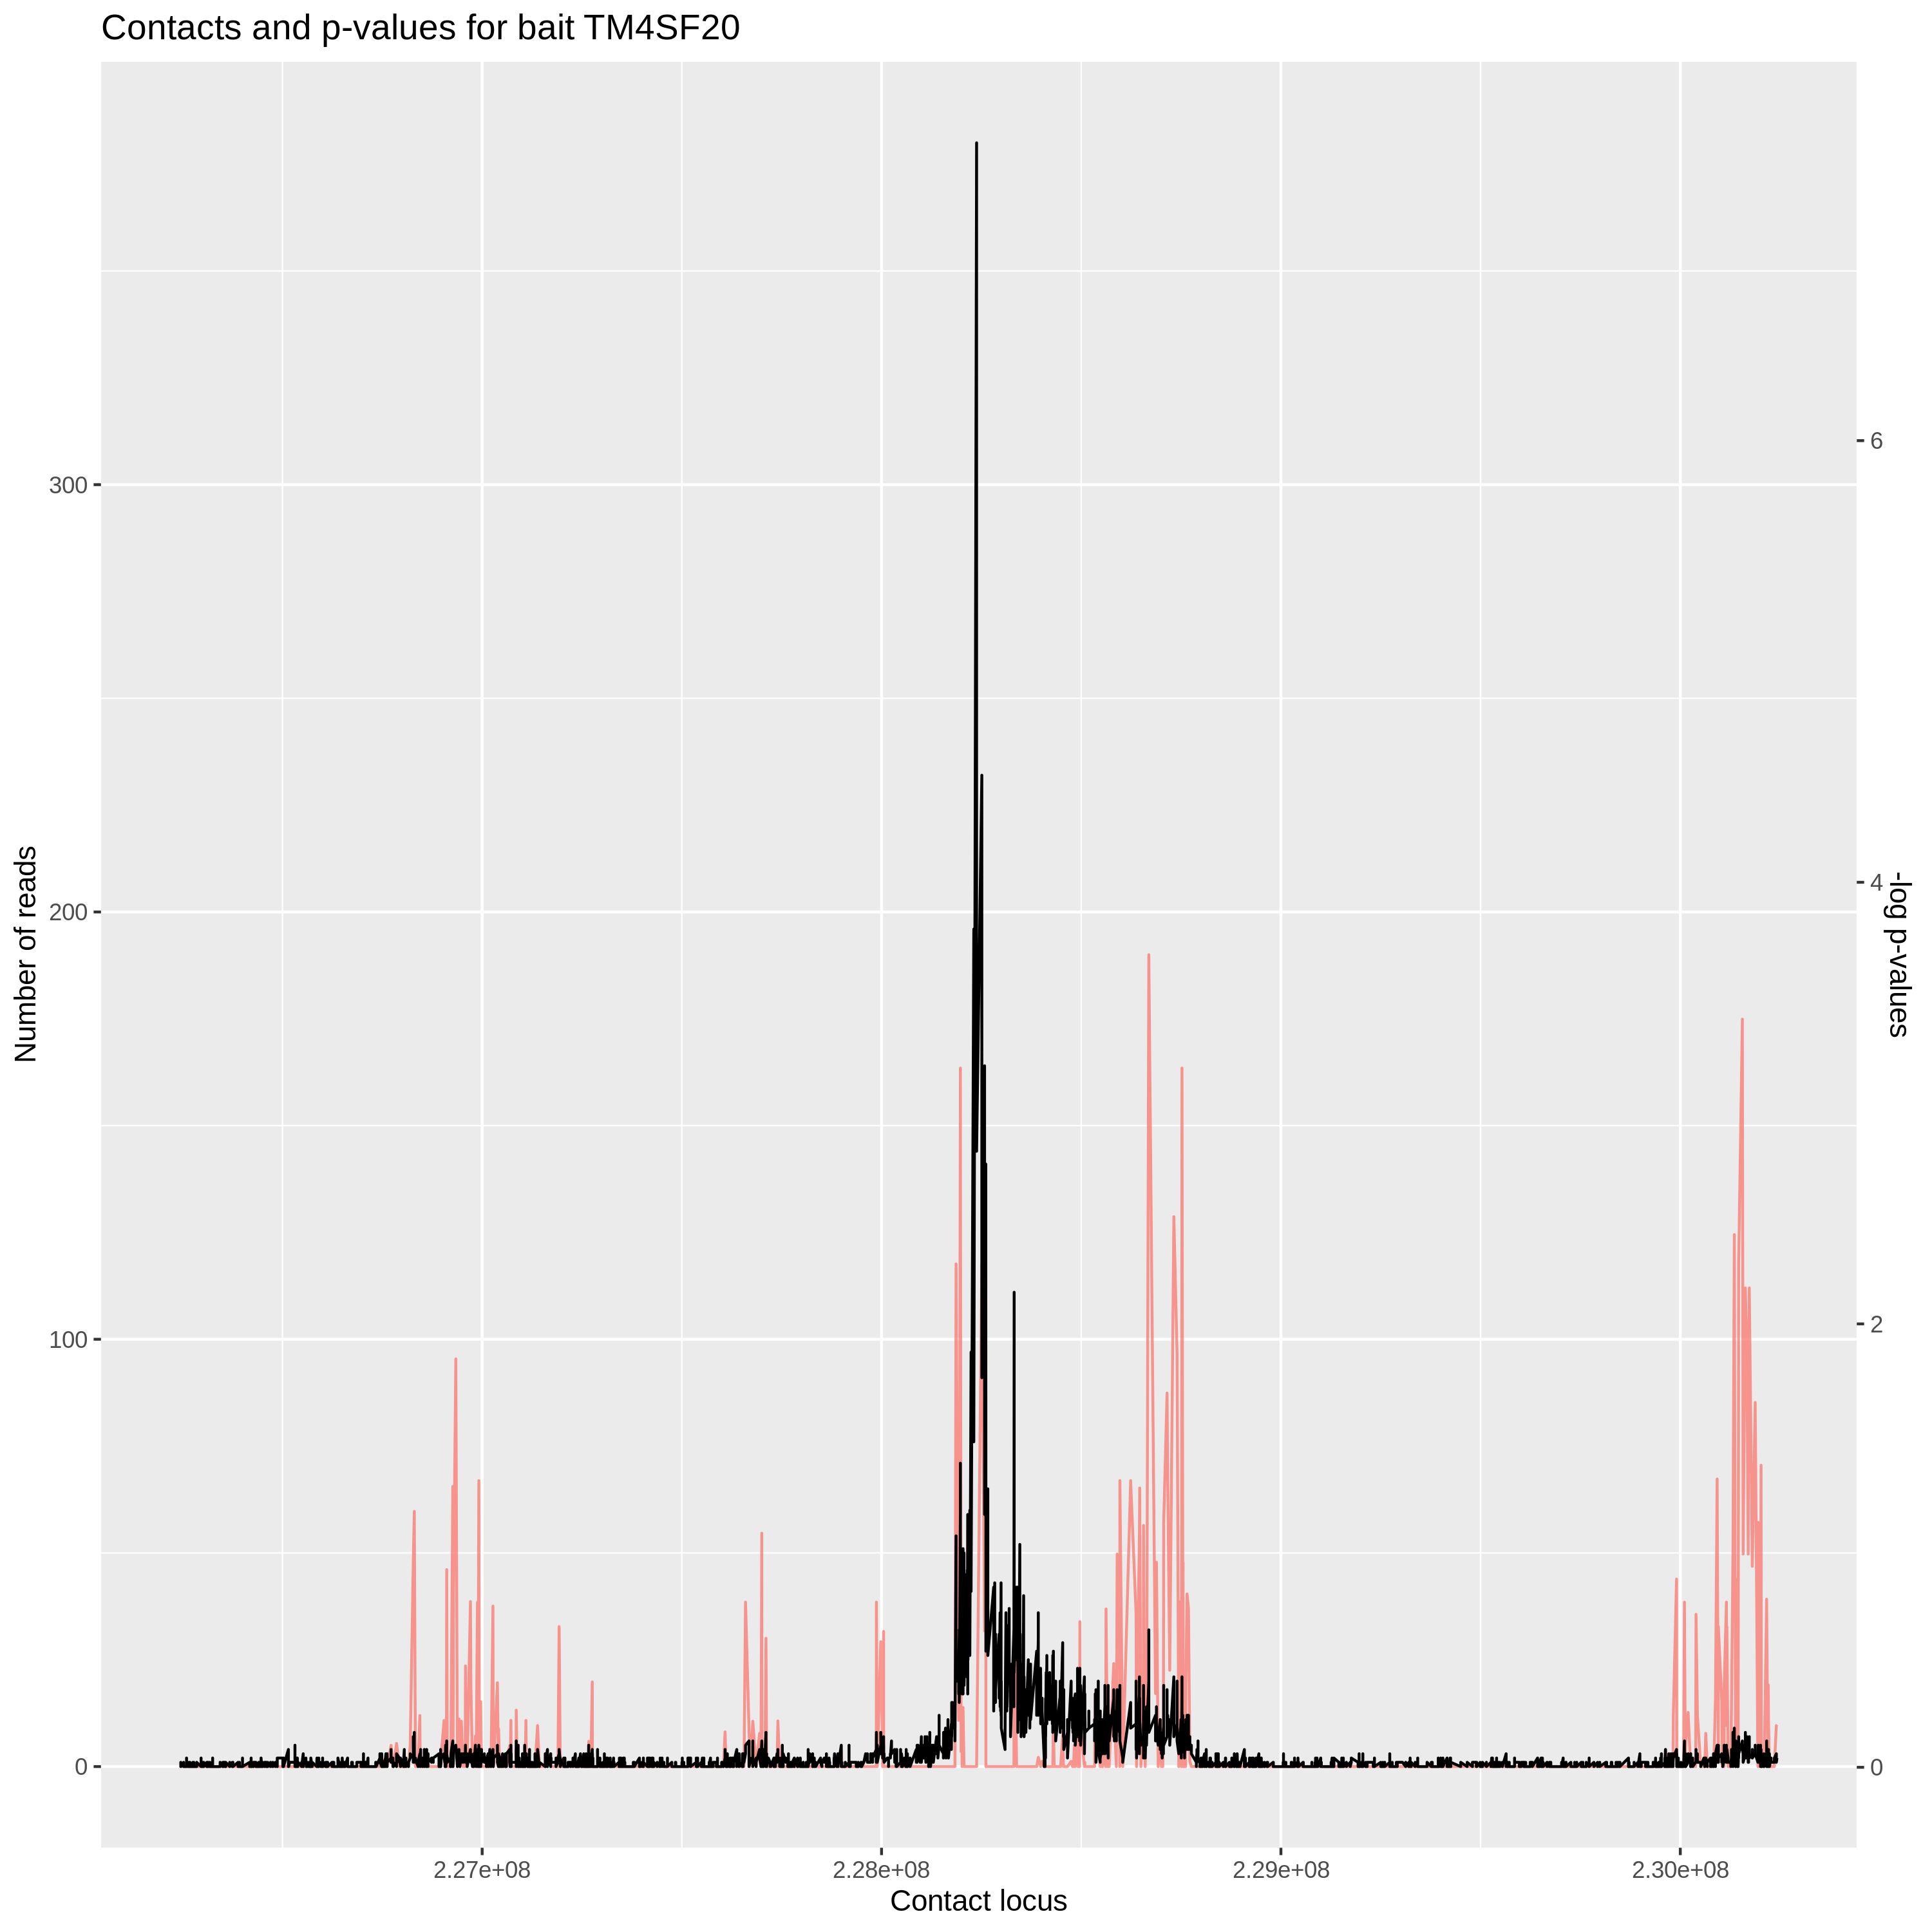 Contacts and p-values for bait TM4SF20
300
200
100
0
Number of reads
6
4
2
0
-log p-values
2.27e+08
2.28e+08
2.29e+08
2.30e+08
Contact locus